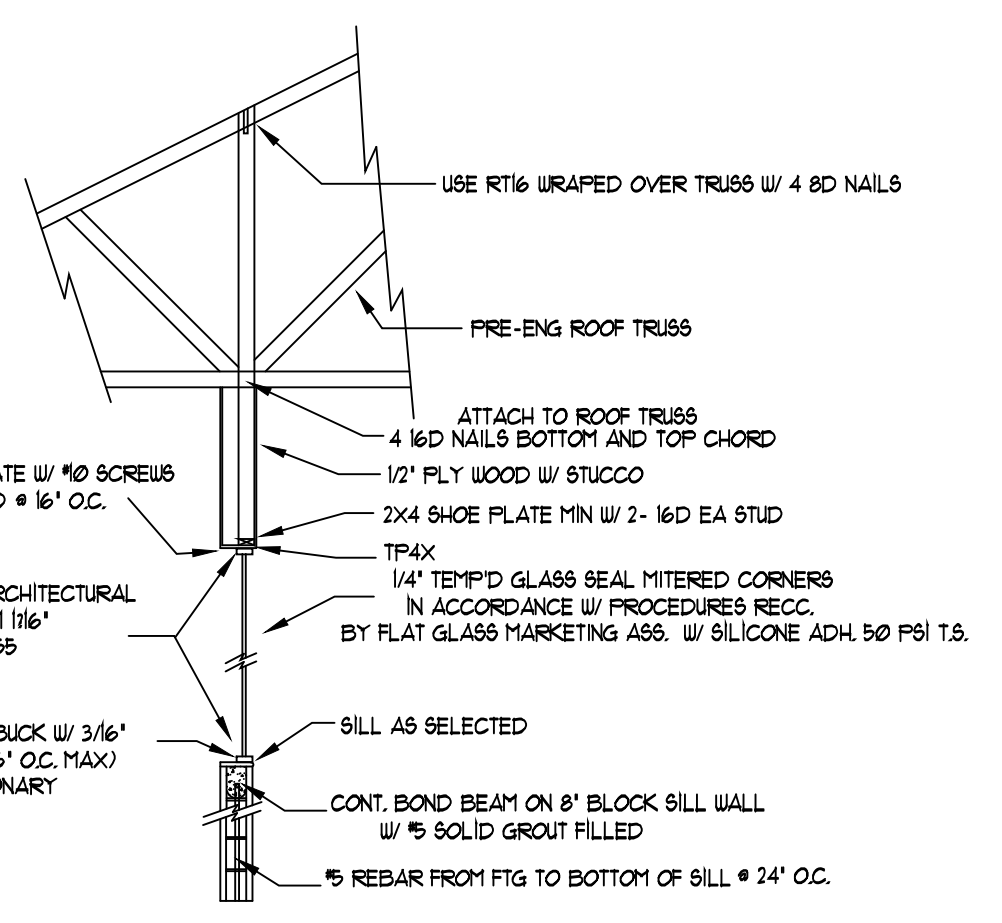 USE RT16 WRAPED OVER TRUSS W/ 4 8D NAILS
PRE-ENG ROOF TRUSS
ATTACH TO ROOF TRUSS
4 16D NAILS BOTTOM AND TOP CHORD
ATE W/ #10 SCREWS
D @ 16" O.C.
1/2" PLY WOOD W/ STUCCO
2X4 SHOE PLATE MIN W/ 2- 16D EA STUD
TP4X
1/4" TEMP'D GLASS SEAL MITERED CORNERS
IN ACCORDANCE W/ PROCEDURES RECC.
BY FLAT GLASS MARKETING ASS. W/ SILICONE ADH. 50 PSI T.S.
RCHITECTURAL
1216"
S5
BUCK W/ 3/16"
6" O.C. MAX)
ONARY
SILL AS SELECTED
CONT. BOND BEAM ON 8" BLOCK SILL WALL
W/ #5 SOLID GROUT FILLED
#5 REBAR FROM FTG TO BOTTOM OF SILL @ 24" O.C.